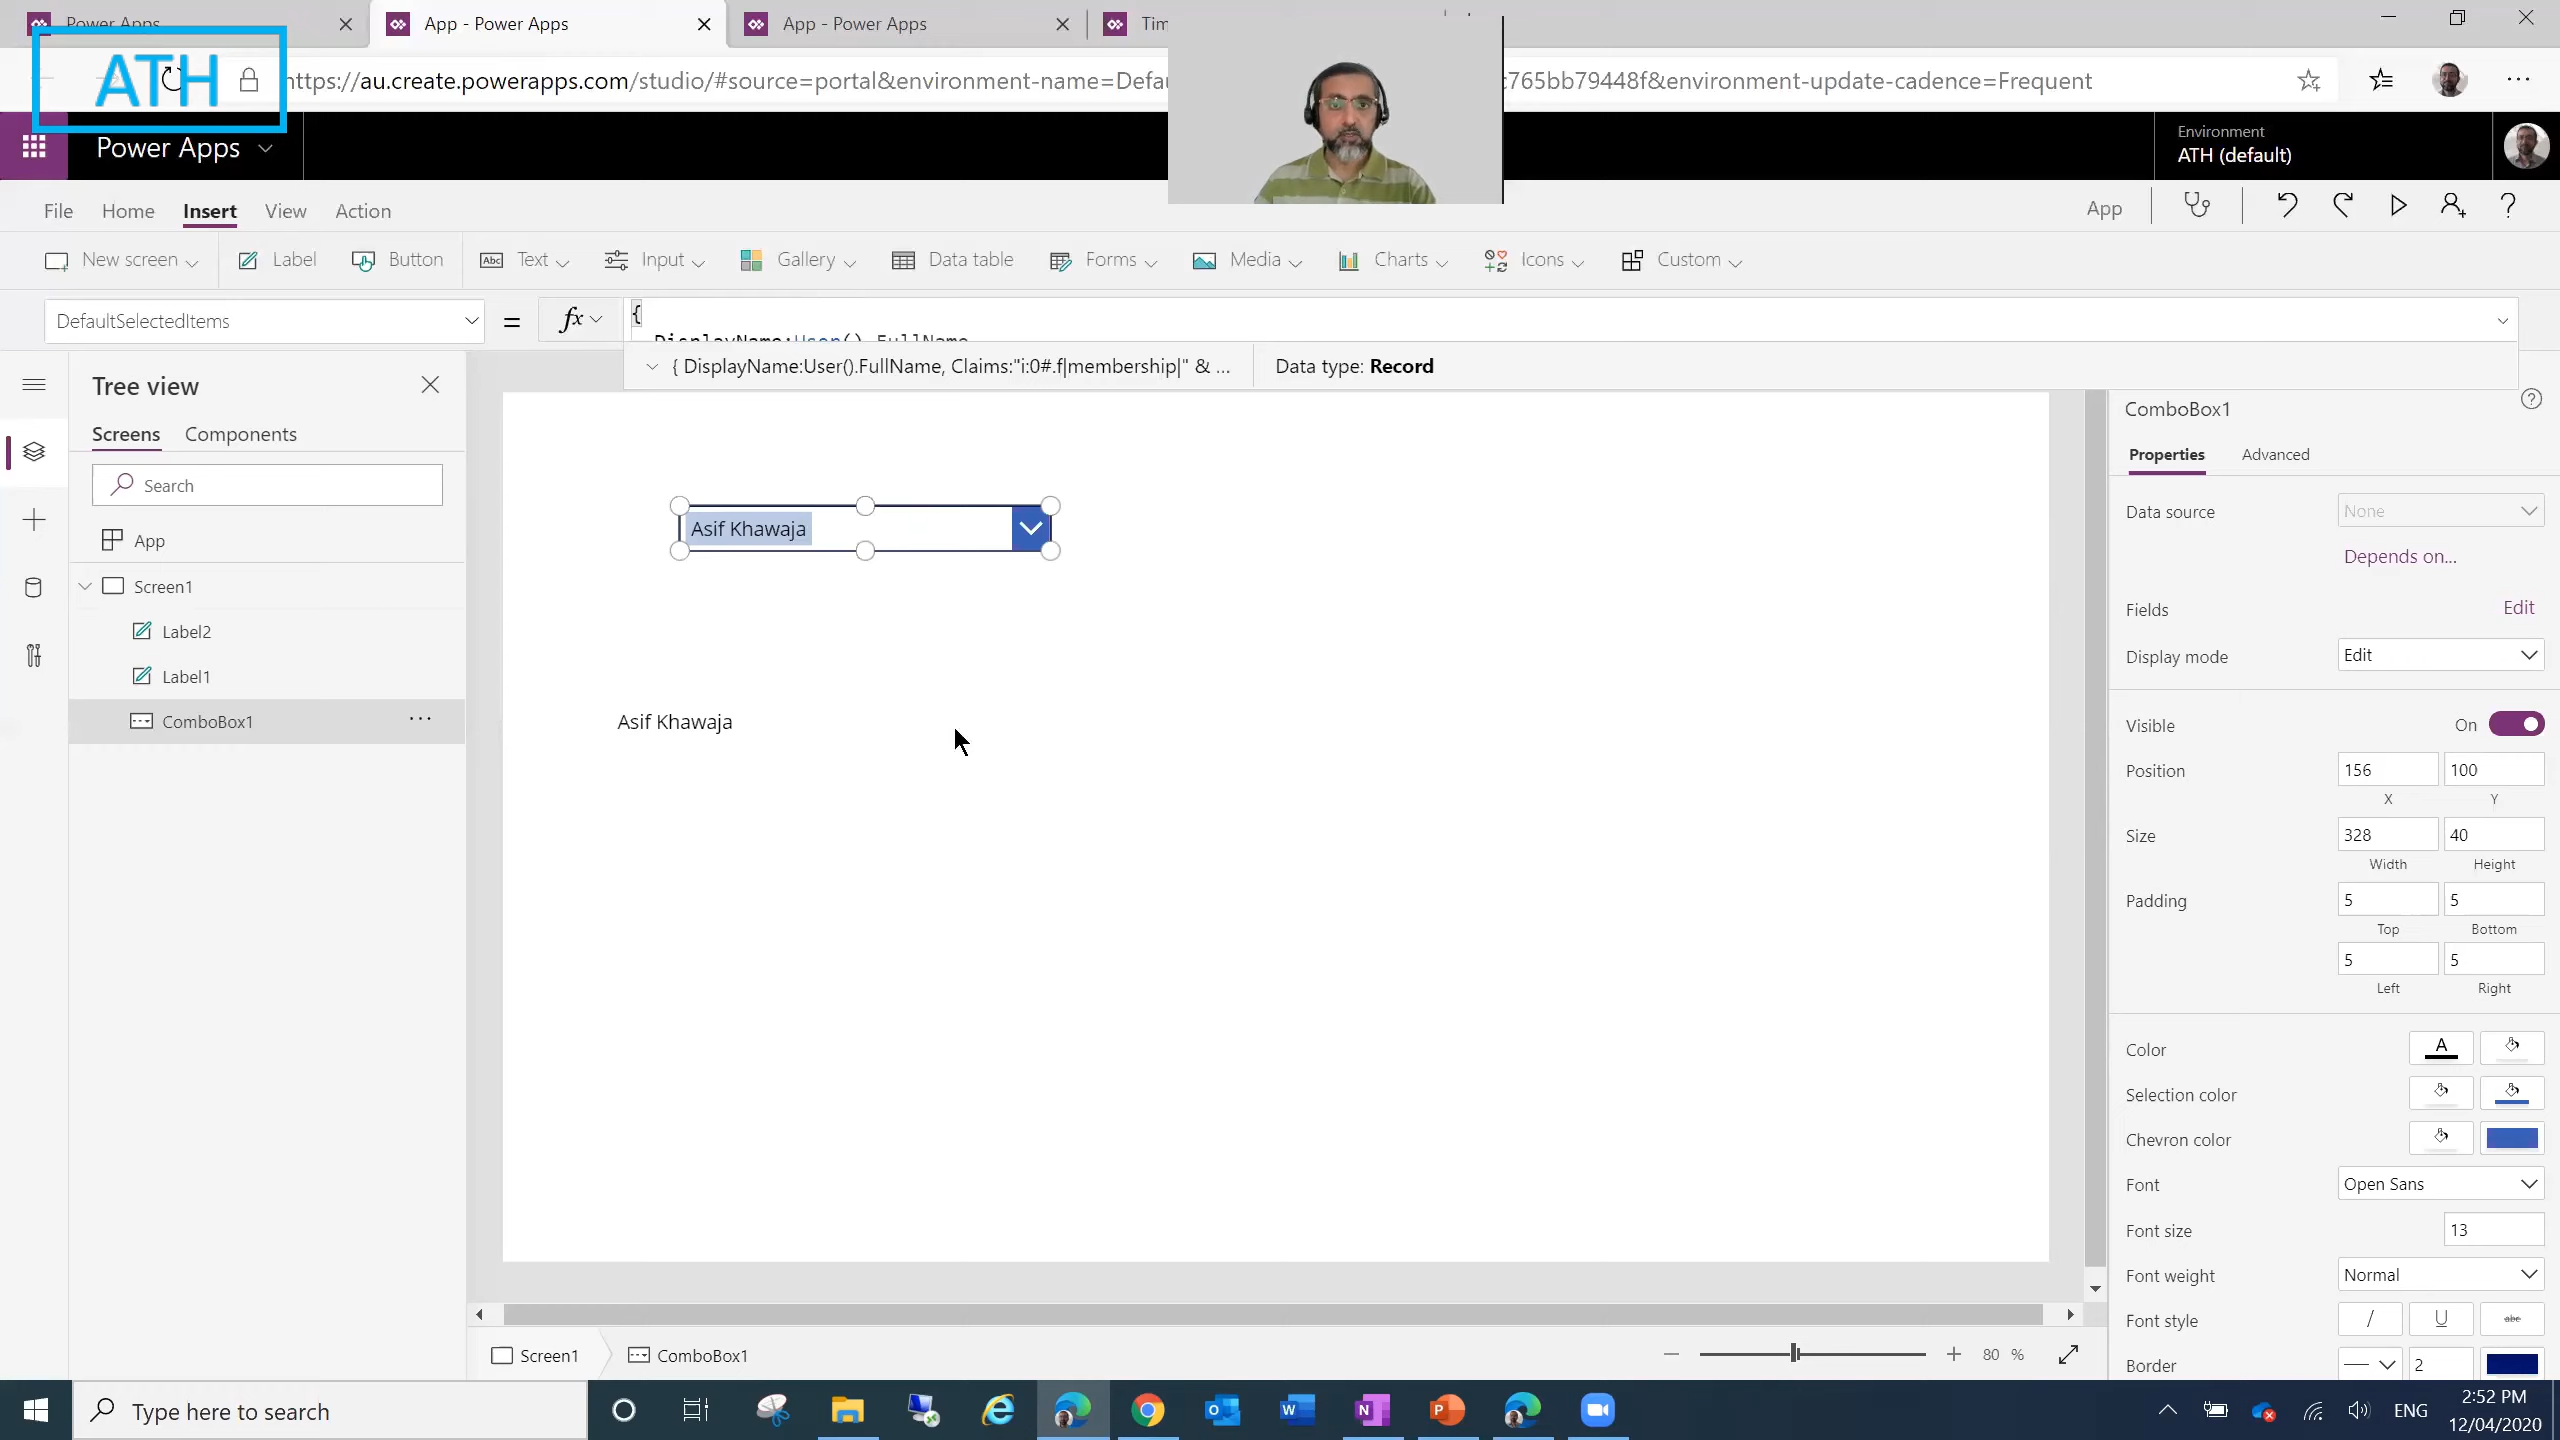 Power Apps
App - Power Apps
App - Power Apps
Tim
ATH
https://au.create.powerapps.com/studio/#source=portal&environment-name=Defau
c765bb79448f&environment-update-cadence=Frequent
Power Apps
Environment
ATH (default)
File Home Insert View Action
App
New screen Label Button Text Input Gallery Data table Forms Media Charts Icons Custom
DefaultSelectedItems = fx {
DisplayName:User().FullName
{ DisplayName:User().FullName, Claims:"i:0#.f|membership|" & ... Data type: Record
Tree view
Screens Components
Search
App
Screen1
Label2
Label1
ComboBox1 ...
Asif Khawaja
Asif Khawaja
ComboBox1
Properties Advanced
Data source None
Depends on...
Fields Edit
Display mode Edit
Visible On
Position 156 100
X Y
Size 328 40
Width Height
Padding 5 5
Top Bottom
5 5
Left Right
Color A
Selection color
Chevron color
Font Open Sans
Font size 13
Font weight Normal
Font style / U abc
Border 2
Screen1 ComboBox1
80 %
Type here to search
ENG
2:52 PM
12/04/2020